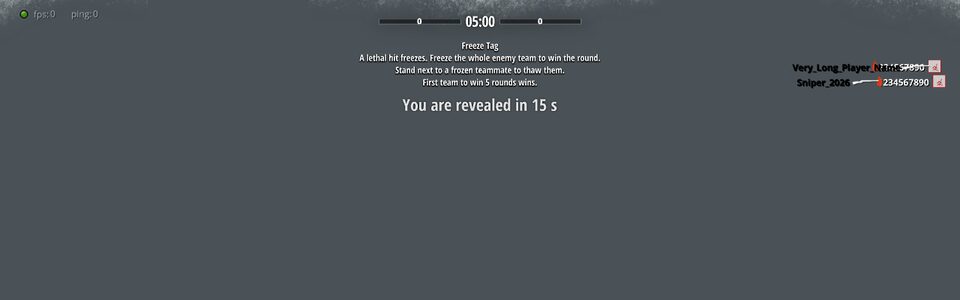 fps: 0 ping: 0
0 05:00 0
Freeze Tag
A lethal hit freezes. Freeze the whole enemy team to win the round.
Stand next to a frozen teammate to thaw them.
First team to win 5 rounds wins.
You are revealed in 15 s
Very_Long_Player_Name 234567890
Sniper_2026 234567890